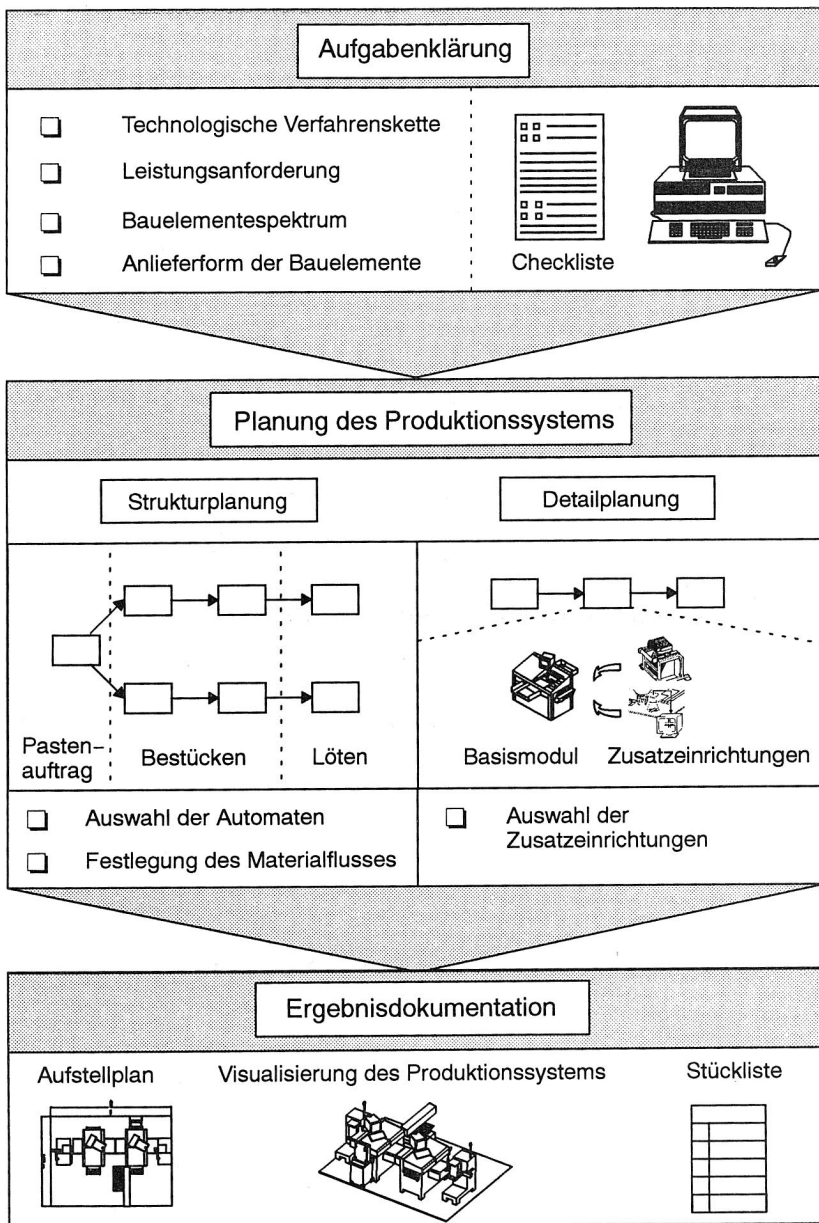 Aufgabenklärung
Technologische Verfahrenskette
Leistungsanforderung
Bauelementespektrum
Anlieferform der Bauelemente
Checkliste
Planung des Produktionssystems
Strukturplanung
Detailplanung
Pasten-
auftrag
Bestücken
Löten
Basismodul
Zusatzeinrichtungen
Auswahl der Automaten
Festlegung des Materialflusses
Auswahl der
Zusatzeinrichtungen
Ergebnisdokumentation
Aufstellplan
Visualisierung des Produktionssystems
Stückliste